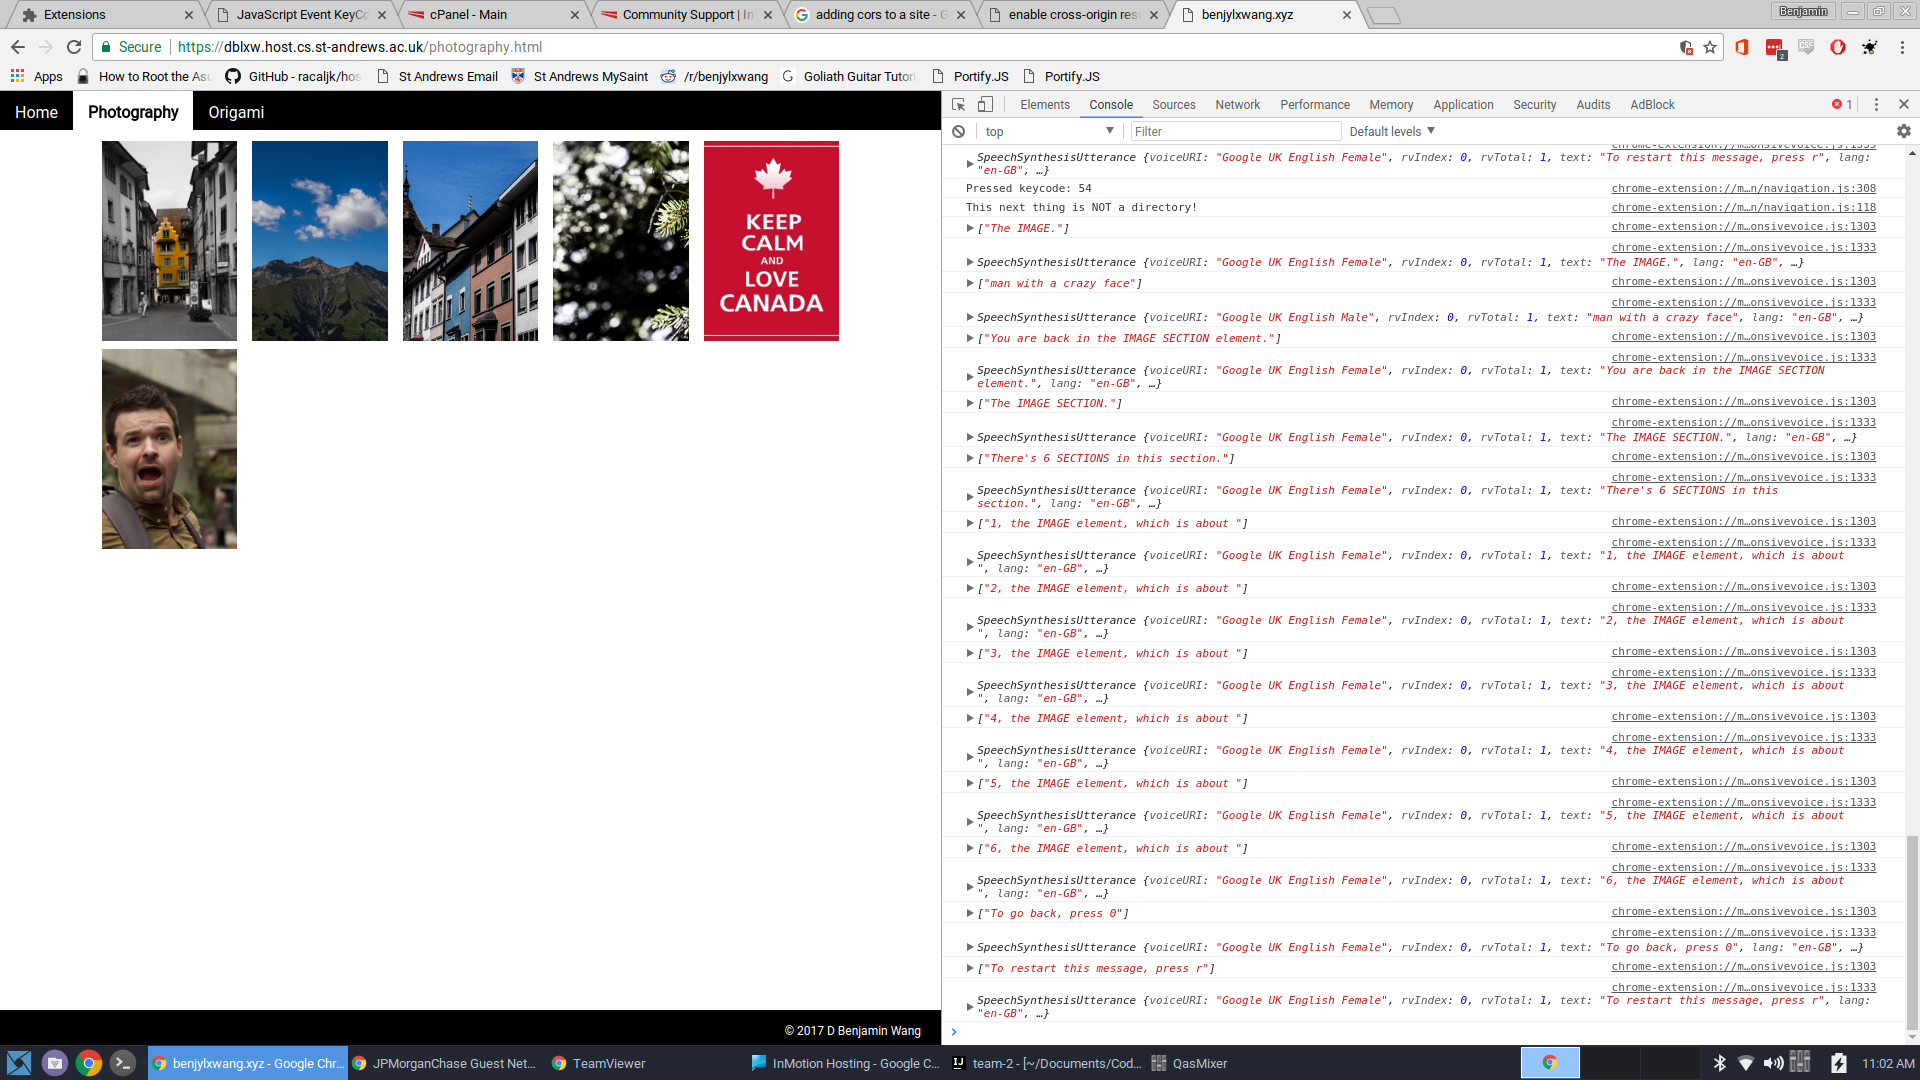 Extensions
JavaScript Event KeyCo
cPanel - Main
Community Support | In
adding cors to a site - G
enable cross-origin res
benjylxwang.xyz
Benjamin
Secure
https://dblxw.host.cs.st-andrews.ac.uk/photography.html
2
Apps
How to Root the Asu
GitHub - racaljk/hos
St Andrews Email
St Andrews MySaint
/r/benjylxwang
Goliath Guitar Tutori
Portify.JS
Portify.JS
Home
Photography
Origami
KEEP
CALM
AND
LOVE
CANADA
© 2017 D Benjamin Wang
Elements
Console
Sources
Network
Performance
Memory
Application
Security
Audits
AdBlock
1
top
Filter
Default levels
SpeechSynthesisUtterance {voiceURI: "Google UK English Female", rvIndex: 0, rvTotal: 1, text: "To restart this message, press r", lang:
"en-GB", …}
Pressed keycode: 54 chrome-extension://m…n/navigation.js:308
This next thing is NOT a directory! chrome-extension://m…n/navigation.js:118
["The IMAGE."] chrome-extension://m…onsivevoice.js:1303
chrome-extension://m…onsivevoice.js:1333
SpeechSynthesisUtterance {voiceURI: "Google UK English Female", rvIndex: 0, rvTotal: 1, text: "The IMAGE.", lang: "en-GB", …}
["man with a crazy face"] chrome-extension://m…onsivevoice.js:1303
chrome-extension://m…onsivevoice.js:1333
SpeechSynthesisUtterance {voiceURI: "Google UK English Male", rvIndex: 0, rvTotal: 1, text: "man with a crazy face", lang: "en-GB", …}
["You are back in the IMAGE SECTION element."] chrome-extension://m…onsivevoice.js:1303
chrome-extension://m…onsivevoice.js:1333
SpeechSynthesisUtterance {voiceURI: "Google UK English Female", rvIndex: 0, rvTotal: 1, text: "You are back in the IMAGE SECTION
element.", lang: "en-GB", …}
["The IMAGE SECTION."] chrome-extension://m…onsivevoice.js:1303
chrome-extension://m…onsivevoice.js:1333
SpeechSynthesisUtterance {voiceURI: "Google UK English Female", rvIndex: 0, rvTotal: 1, text: "The IMAGE SECTION.", lang: "en-GB", …}
["There's 6 SECTIONS in this section."] chrome-extension://m…onsivevoice.js:1303
chrome-extension://m…onsivevoice.js:1333
SpeechSynthesisUtterance {voiceURI: "Google UK English Female", rvIndex: 0, rvTotal: 1, text: "There's 6 SECTIONS in this
section.", lang: "en-GB", …}
["1, the IMAGE element, which is about "] chrome-extension://m…onsivevoice.js:1303
chrome-extension://m…onsivevoice.js:1333
SpeechSynthesisUtterance {voiceURI: "Google UK English Female", rvIndex: 0, rvTotal: 1, text: "1, the IMAGE element, which is about
", lang: "en-GB", …}
["2, the IMAGE element, which is about "] chrome-extension://m…onsivevoice.js:1303
chrome-extension://m…onsivevoice.js:1333
SpeechSynthesisUtterance {voiceURI: "Google UK English Female", rvIndex: 0, rvTotal: 1, text: "2, the IMAGE element, which is about
", lang: "en-GB", …}
["3, the IMAGE element, which is about "] chrome-extension://m…onsivevoice.js:1303
chrome-extension://m…onsivevoice.js:1333
SpeechSynthesisUtterance {voiceURI: "Google UK English Female", rvIndex: 0, rvTotal: 1, text: "3, the IMAGE element, which is about
", lang: "en-GB", …}
["4, the IMAGE element, which is about "] chrome-extension://m…onsivevoice.js:1303
chrome-extension://m…onsivevoice.js:1333
SpeechSynthesisUtterance {voiceURI: "Google UK English Female", rvIndex: 0, rvTotal: 1, text: "4, the IMAGE element, which is about
", lang: "en-GB", …}
["5, the IMAGE element, which is about "] chrome-extension://m…onsivevoice.js:1303
chrome-extension://m…onsivevoice.js:1333
SpeechSynthesisUtterance {voiceURI: "Google UK English Female", rvIndex: 0, rvTotal: 1, text: "5, the IMAGE element, which is about
", lang: "en-GB", …}
["6, the IMAGE element, which is about "] chrome-extension://m…onsivevoice.js:1303
chrome-extension://m…onsivevoice.js:1333
SpeechSynthesisUtterance {voiceURI: "Google UK English Female", rvIndex: 0, rvTotal: 1, text: "6, the IMAGE element, which is about
", lang: "en-GB", …}
["To go back, press 0"] chrome-extension://m…onsivevoice.js:1303
chrome-extension://m…onsivevoice.js:1333
SpeechSynthesisUtterance {voiceURI: "Google UK English Female", rvIndex: 0, rvTotal: 1, text: "To go back, press 0", lang: "en-GB", …}
["To restart this message, press r"] chrome-extension://m…onsivevoice.js:1303
chrome-extension://m…onsivevoice.js:1333
SpeechSynthesisUtterance {voiceURI: "Google UK English Female", rvIndex: 0, rvTotal: 1, text: "To restart this message, press r", lang:
"en-GB", …}
benjylxwang.xyz - Google Chr...
JPMorganChase Guest Net...
TeamViewer
InMotion Hosting - Google C...
team-2 - [~/Documents/Cod...
QasMixer
11:02 AM